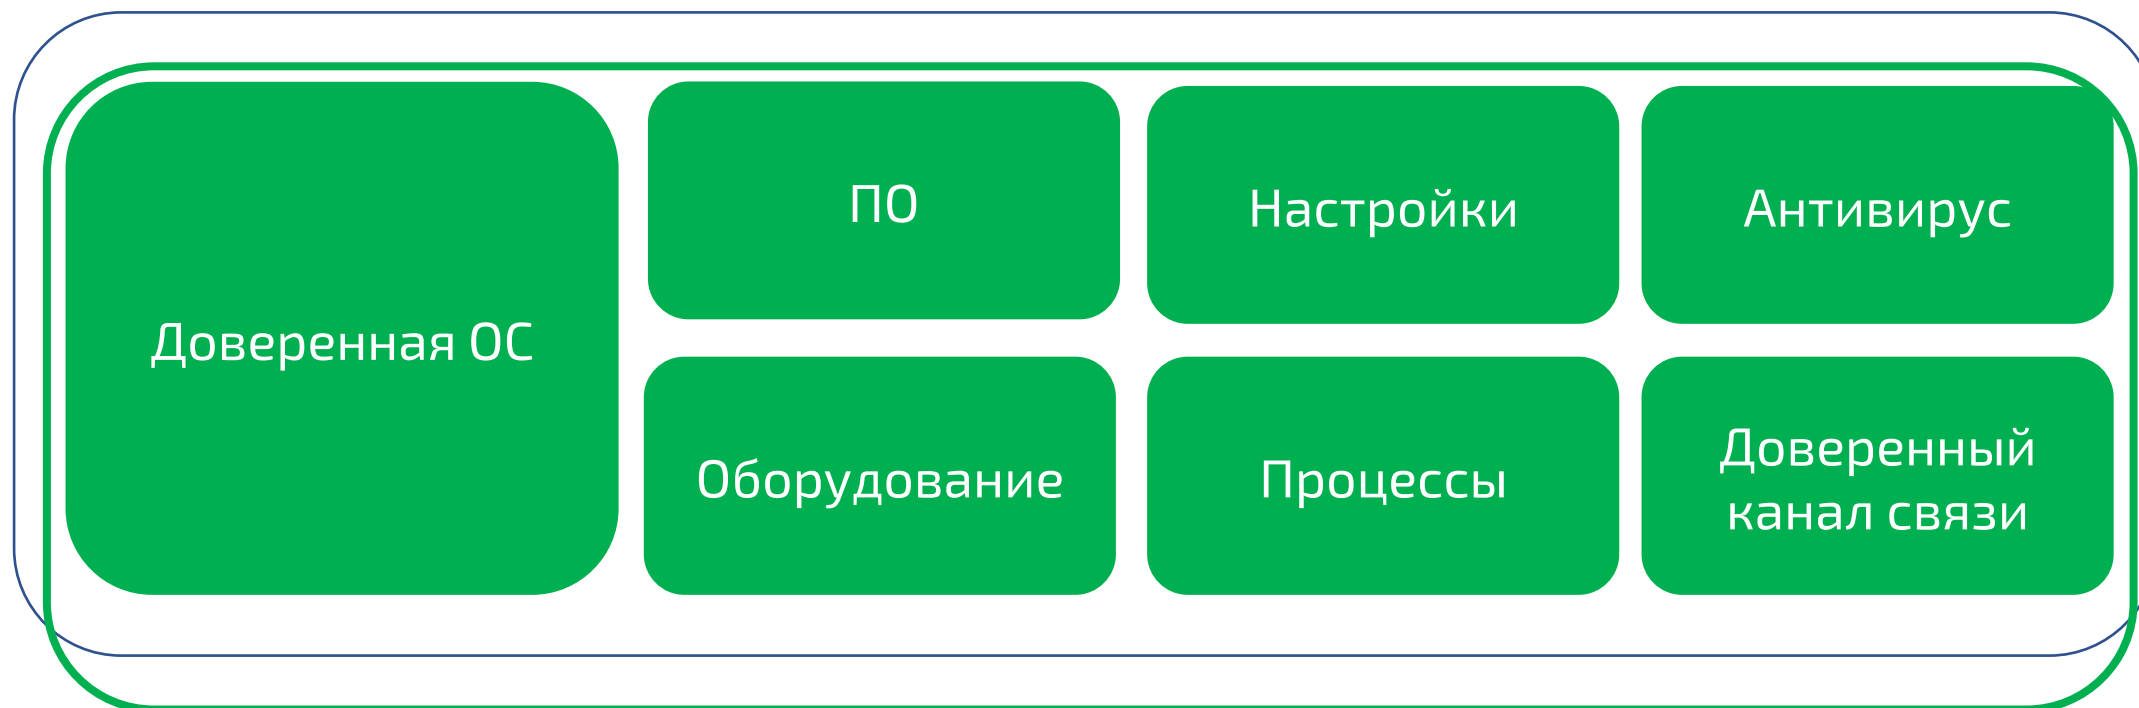 Доверенная ОС
ПО
Настройки
Антивирус
Оборудование
Процессы
Доверенный
канал связи